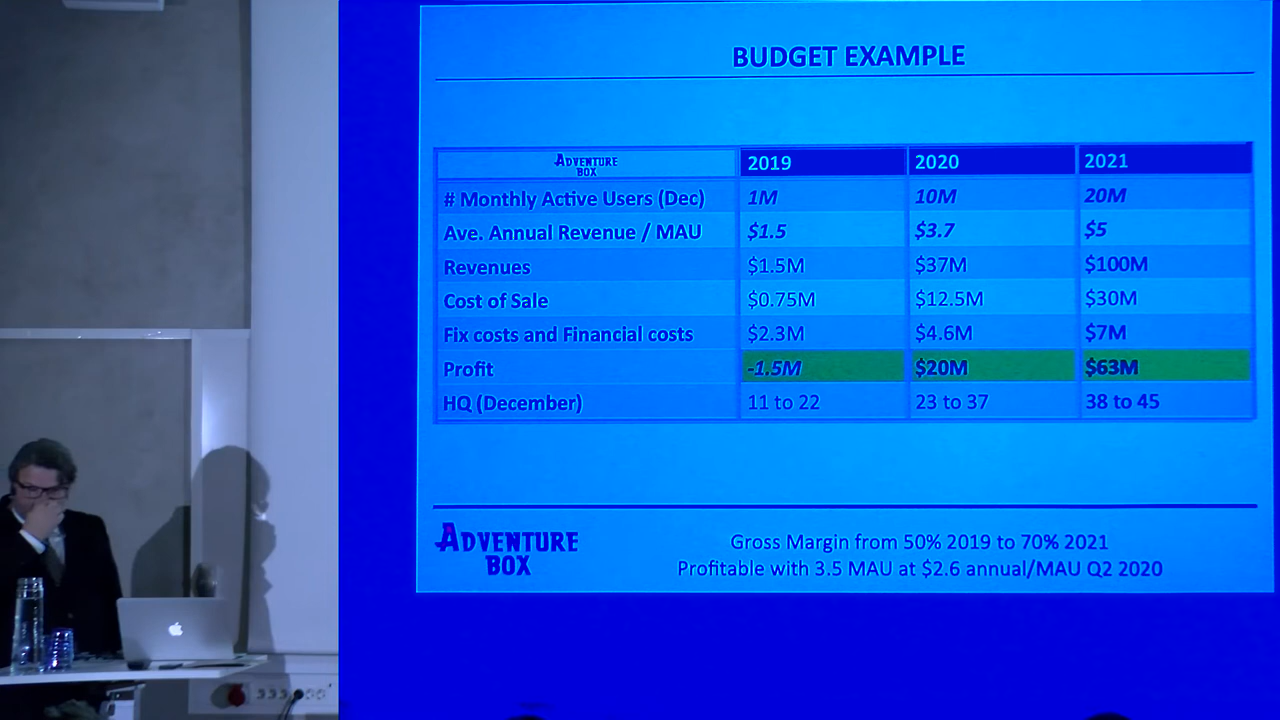 BUDGET EXAMPLE
ADVENTURE BOX 2019 2020 2021
# Monthly Active Users (Dec) 1M 10M 20M
Ave. Annual Revenue / MAU $1.5 $3.7 $5
Revenues $1.5M $37M $100M
Cost of Sale $0.75M $12.5M $30M
Fix costs and Financial costs $2.3M $4.6M $7M
Profit -1.5M $20M $63M
HQ (December) 11 to 22 23 to 37 38 to 45
ADVENTURE
BOX
Gross Margin from 50% 2019 to 70% 2021
Profitable with 3.5 MAU at $2.6 annual/MAU Q2 2020